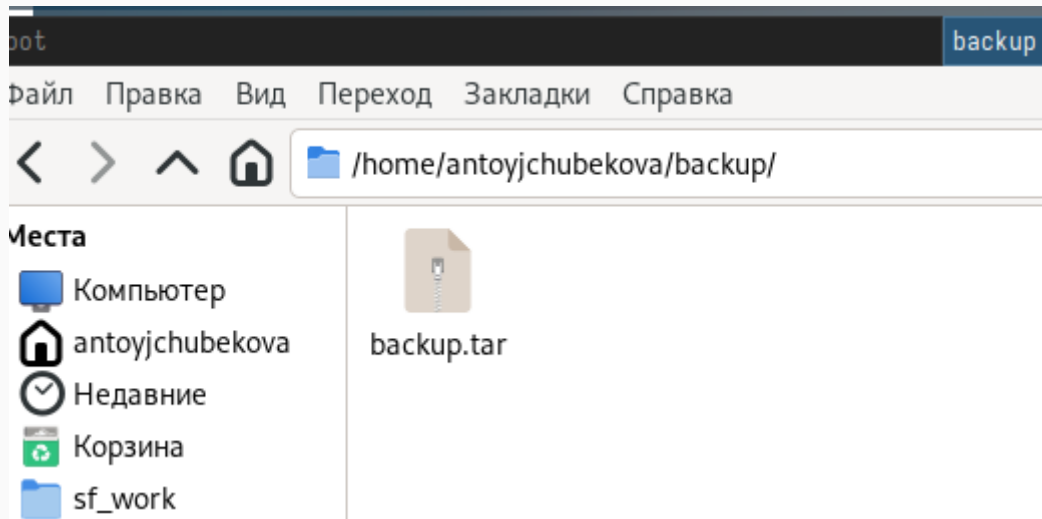 backup
Файл Правка Вид Переход Закладки Справка
/home/antoyjchubekova/backup/
Места
Компьютер
antoyjchubekova
Недавние
Корзина
sf_work
backup.tar